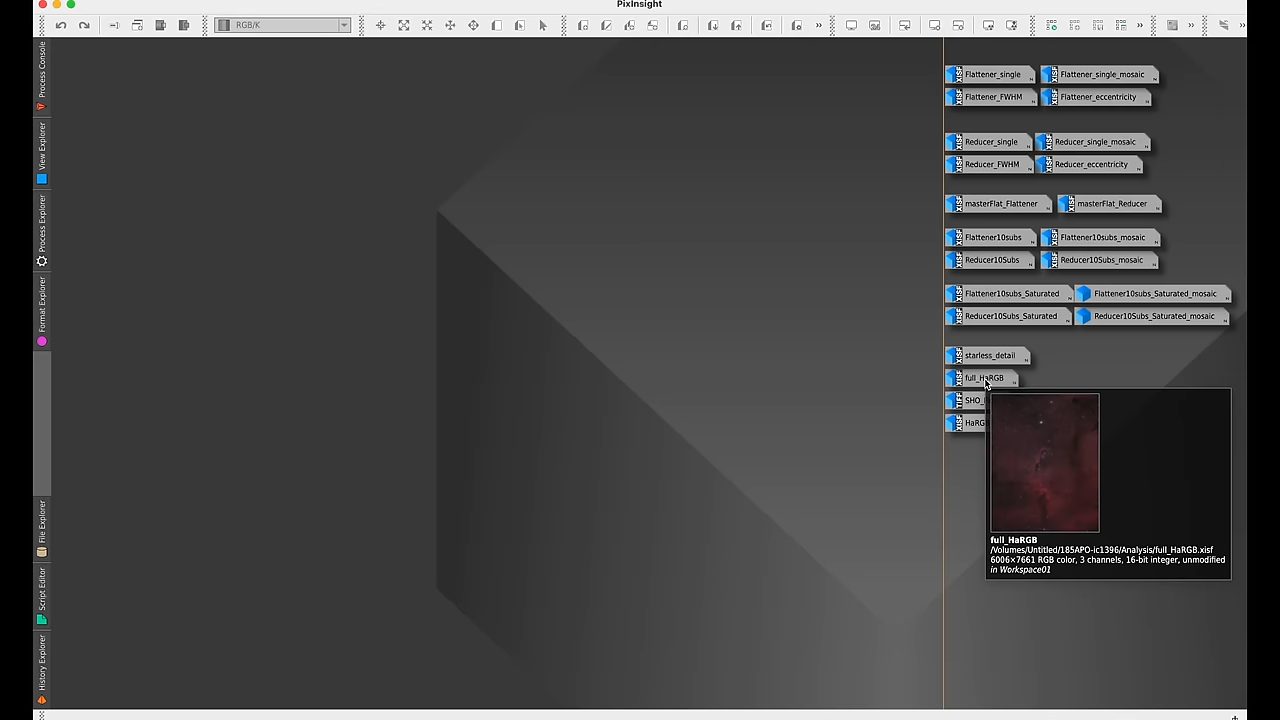 PixInsight
RGB/K
Process Console
View Explorer
Process Explorer
Format Explorer
File Explorer
Script Editor
History Explorer
Flattener_single
Flattener_single_mosaic
Flattener_FWHM
Flattener_eccentricity
Reducer_single
Reducer_single_mosaic
Reducer_FWHM
Reducer_eccentricity
masterFlat_Flattener
masterFlat_Reducer
Flattener10subs
Flattener10subs_mosaic
Reducer10Subs
Reducer10Subs_mosaic
Flattener10subs_Saturated
Flattener10subs_Saturated_mosaic
Reducer10Subs_Saturated
Reducer10Subs_Saturated_mosaic
starless_detail
full_HaRGB
SHO_
HaRG
full_HaRGB
/Volumes/Untitled/185APO-ic1396/Analysis/full_HaRGB.xisf
6006×7661 RGB color, 3 channels, 16-bit integer, unmodified
in Workspace01